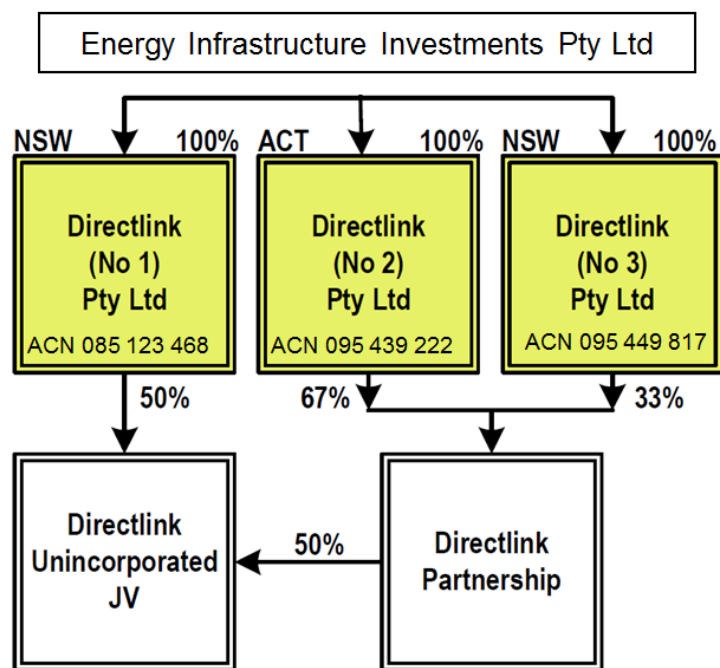 Energy Infrastructure Investments Pty Ltd
NSW 100% ACT 100% NSW 100%
Directlink
(No 1)
Pty Ltd
ACN 085 123 468
Directlink
(No 2)
Pty Ltd
ACN 095 439 222
Directlink
(No 3)
Pty Ltd
ACN 095 449 817
50% 67% 33%
Directlink
Unincorporated
JV
50%
Directlink
Partnership